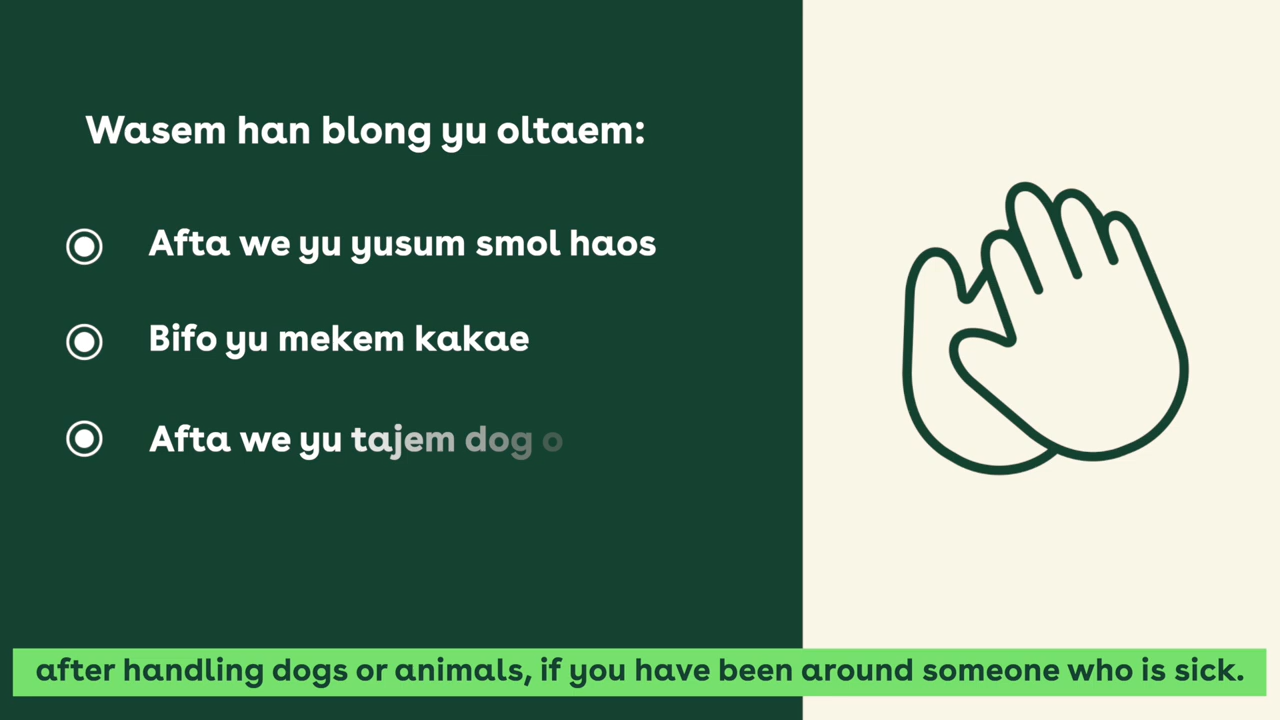 Wasem han blong yu oltaem:
Afta we yu yusum smol haos
Bifo yu mekem kakae
Afta we yu tajem dog o
after handling dogs or animals, if you have been around someone who is sick.